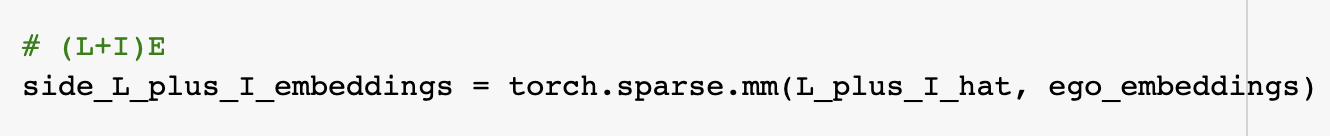 # (L+I)E
side_L_plus_I_embeddings = torch.sparse.mm(L_plus_I_hat, ego_embeddings)